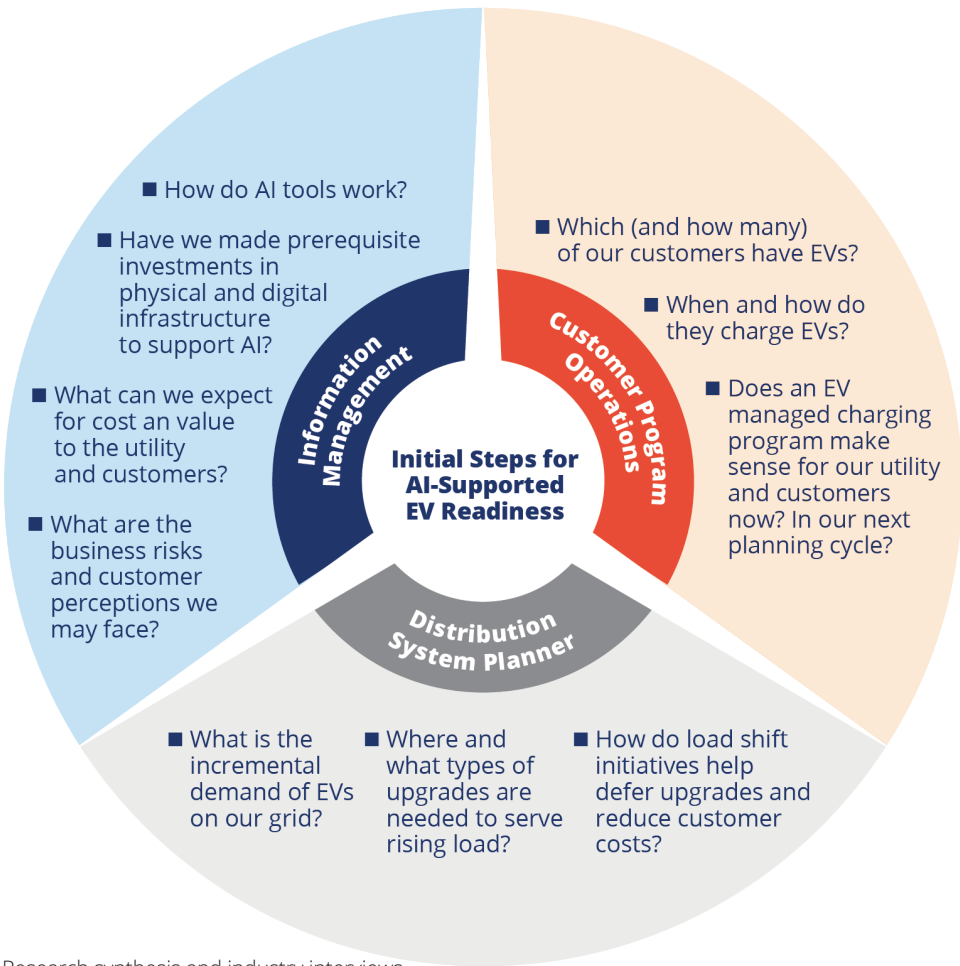 ■ How do AI tools work?
■ Have we made prerequisite
investments in
physical and digital
infrastructure
to support AI?
■ What can we expect
for cost an value
to the utility
and customers?
■ What are the
business risks
and customer
perceptions we
may face?
Information
Management
■ Which (and how many)
of our customers have EVs?
■ When and how do
they charge EVs?
■ Does an EV
managed charging
program make
sense for our utility
and customers
now? In our next
planning cycle?
Customer Program
Operations
Initial Steps for
AI-Supported
EV Readiness
Distribution
System Planner
■ What is the
incremental
demand of EVs
on our grid?
■ Where and
what types of
upgrades are
needed to serve
rising load?
■ How do load shift
initiatives help
defer upgrades and
reduce customer
costs?
Research synthesis and industry interviews